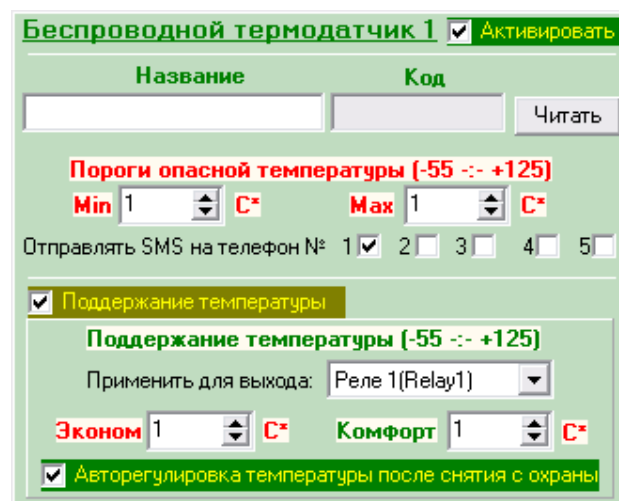 Беспроводной термодатчик 1 Активировать
Название Код
Читать
Пороги опасной температуры (-55 -:- +125)
Min 1 C* Max 1 C*
Отправлять SMS на телефон № 1 2 3 4 5
Поддержание температуры
Поддержание температуры (-55 -:- +125)
Применить для выхода: Реле 1(Relay1)
Эконом 1 C* Комфорт 1 C*
Авторегулировка температуры после снятия с охраны